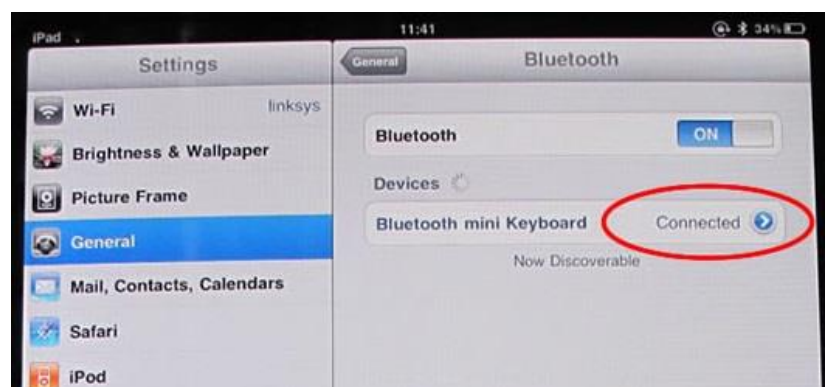 iPad 11:41 34%
Settings
General
Bluetooth
Wi-Fi linksys
Brightness & Wallpaper
Picture Frame
General
Mail, Contacts, Calendars
Safari
iPod
Bluetooth ON
Devices
Bluetooth mini Keyboard Connected
Now Discoverable